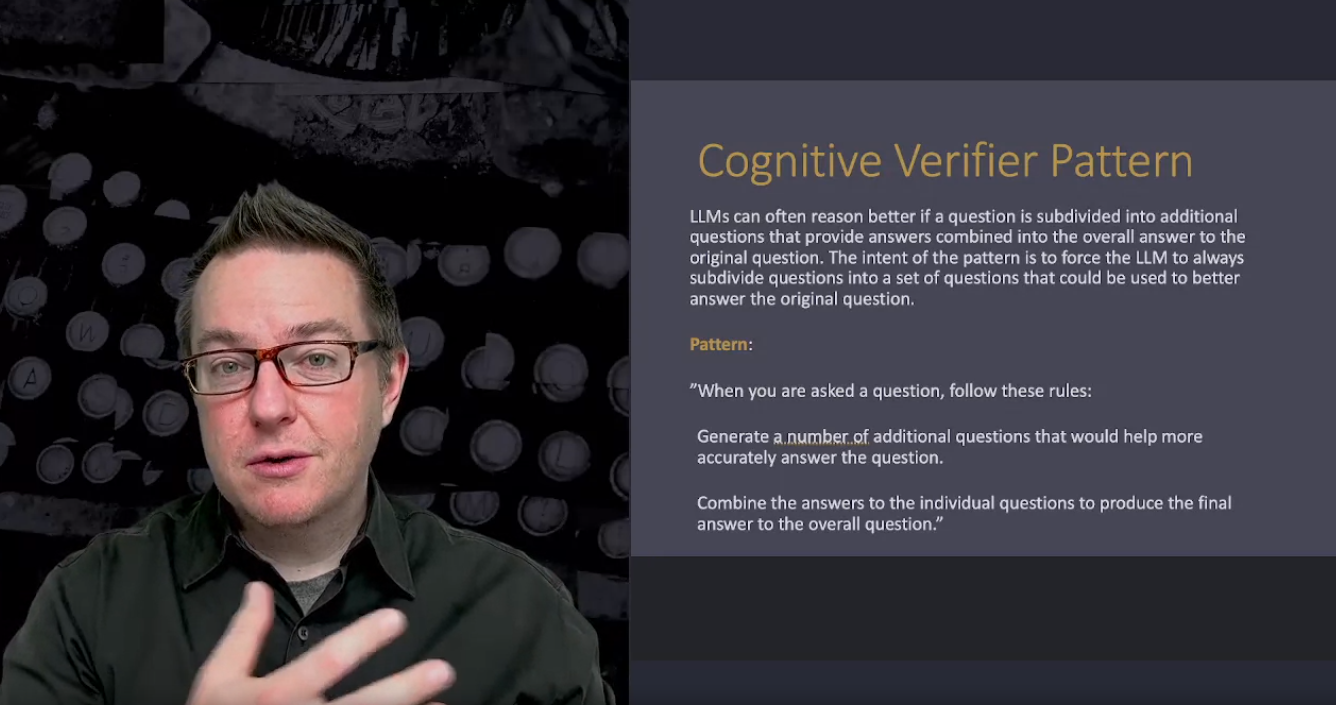 Cognitive Verifier Pattern
LLMs can often reason better if a question is subdivided into additional
questions that provide answers combined into the overall answer to the
original question. The intent of the pattern is to force the LLM to always
subdivide questions into a set of questions that could be used to better
answer the original question.
Pattern:
”When you are asked a question, follow these rules:
Generate a number of additional questions that would help more
accurately answer the question.
Combine the answers to the individual questions to produce the final
answer to the overall question.”